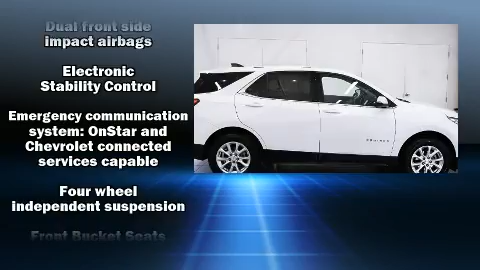 Dual front side
impact airbags
Electronic
Stability Control
Emergency communication
system: OnStar and
Chevrolet connected
services capable
Four wheel
independent suspension
Front Bucket Seats